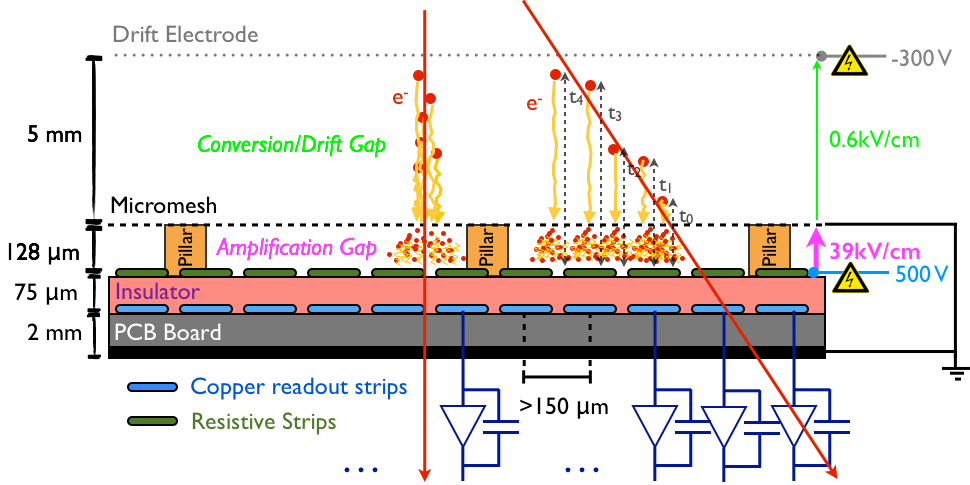 Drift Electrode
-300 V
e-
e-
t4
t3
5 mm
Conversion/Drift Gap
0.6kV/cm
t2
t1
Micromesh
t0
128 µm
Pillar
Amplification Gap
Pillar
Pillar
39kV/cm
500 V
75 µm
Insulator
2 mm
PCB Board
Copper readout strips
>150 µm
Resistive Strips
...
...